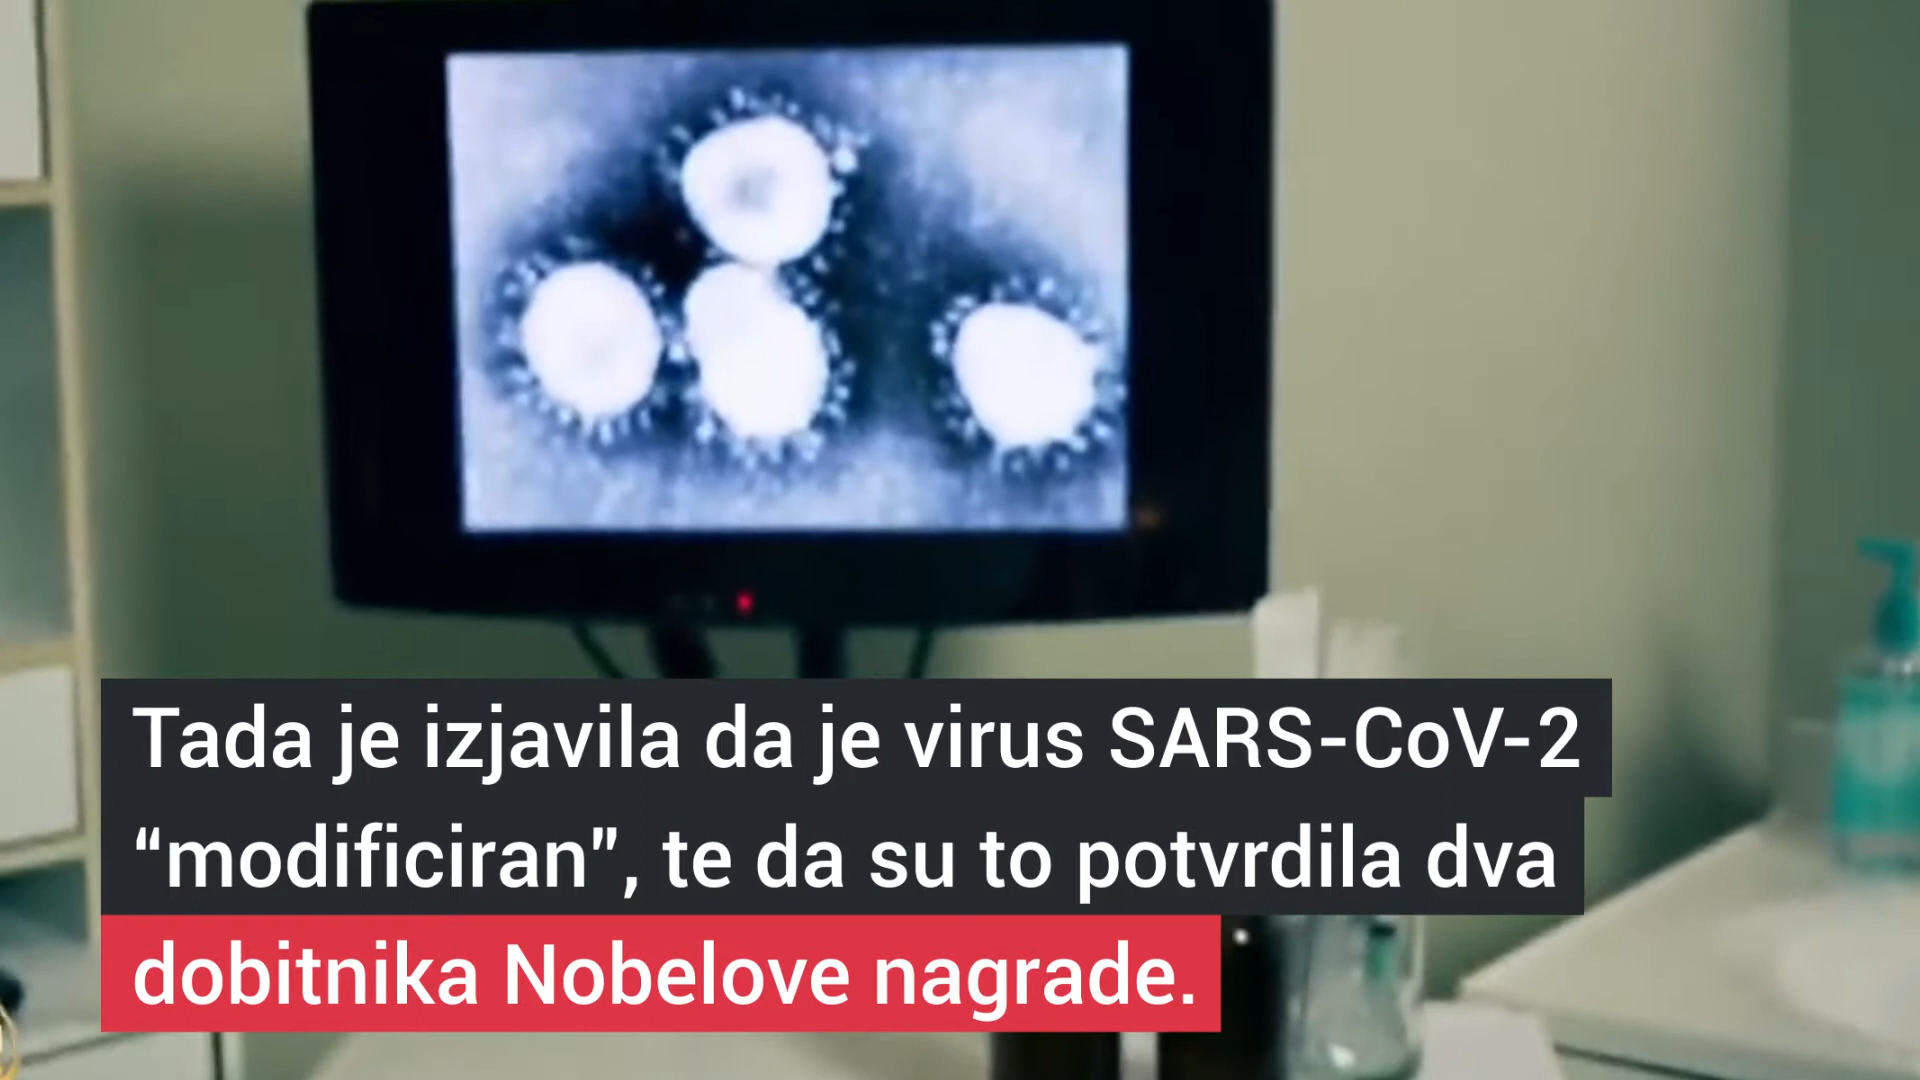 Tada je izjavila da je virus SARS-CoV-2
“modificiran”, te da su to potvrdila dva
dobitnika Nobelove nagrade.